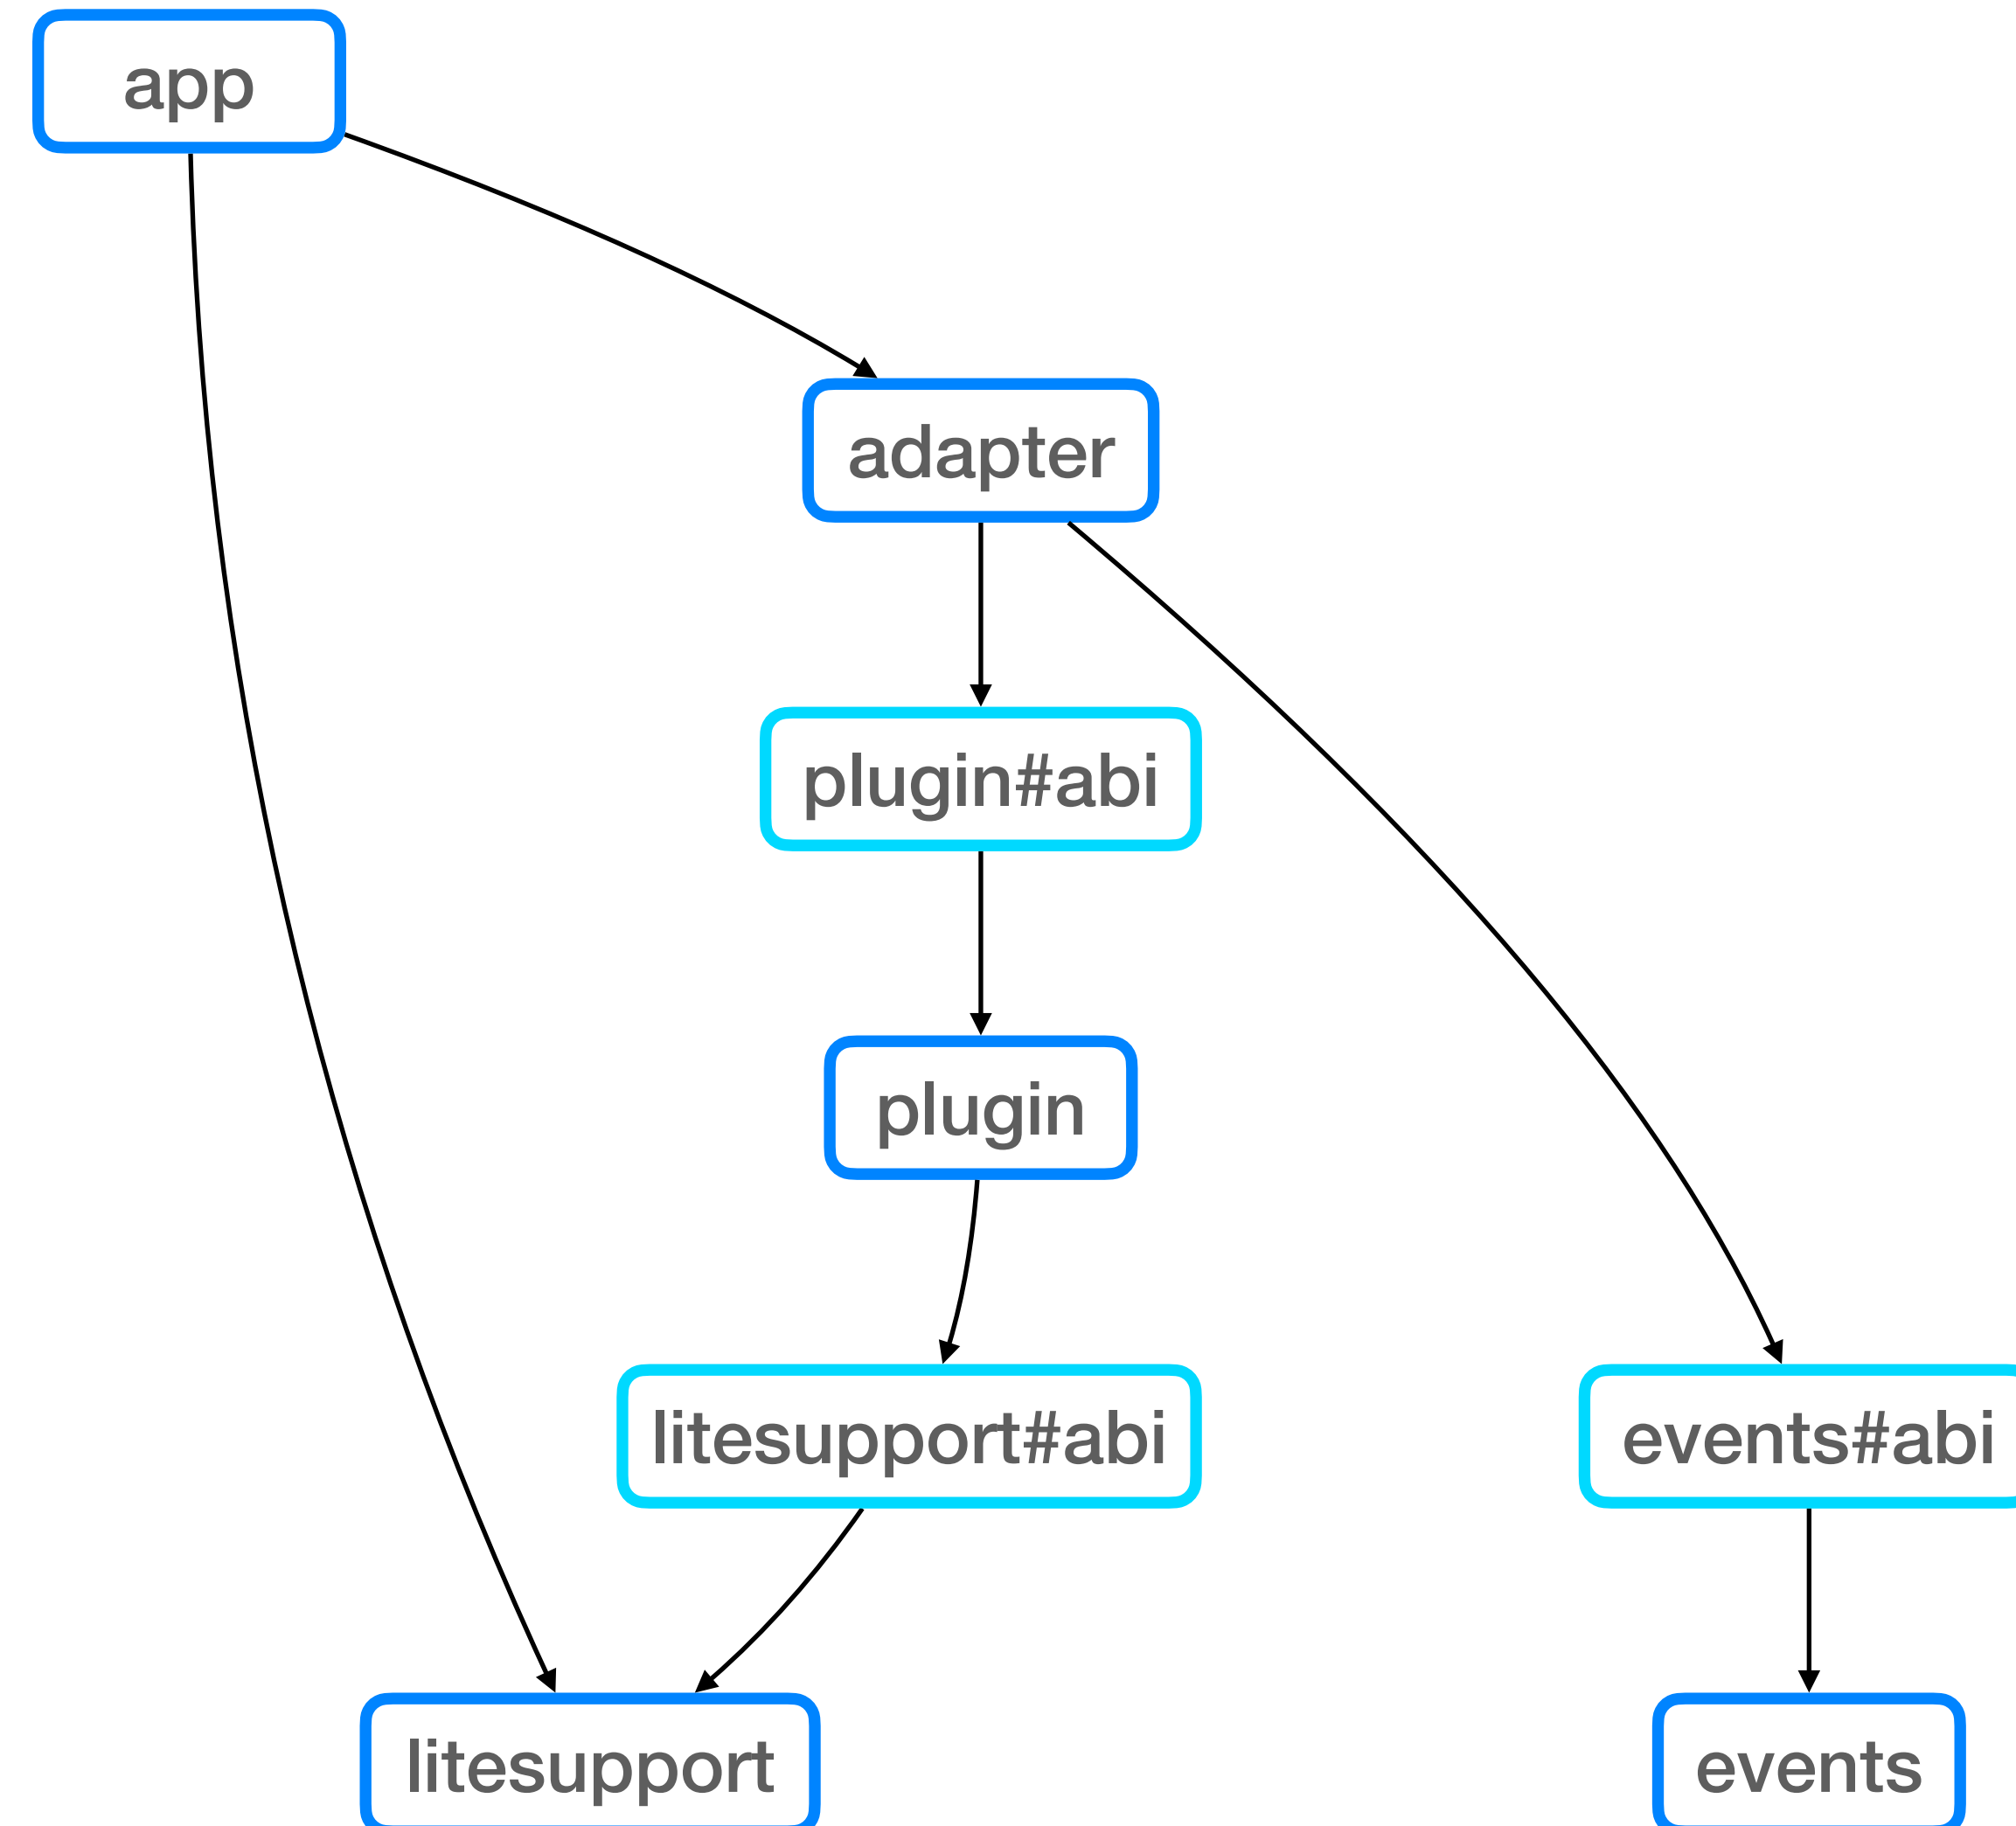 app
adapter
plugin#abi
plugin
litesupport#abi
events#abi
litesupport
events